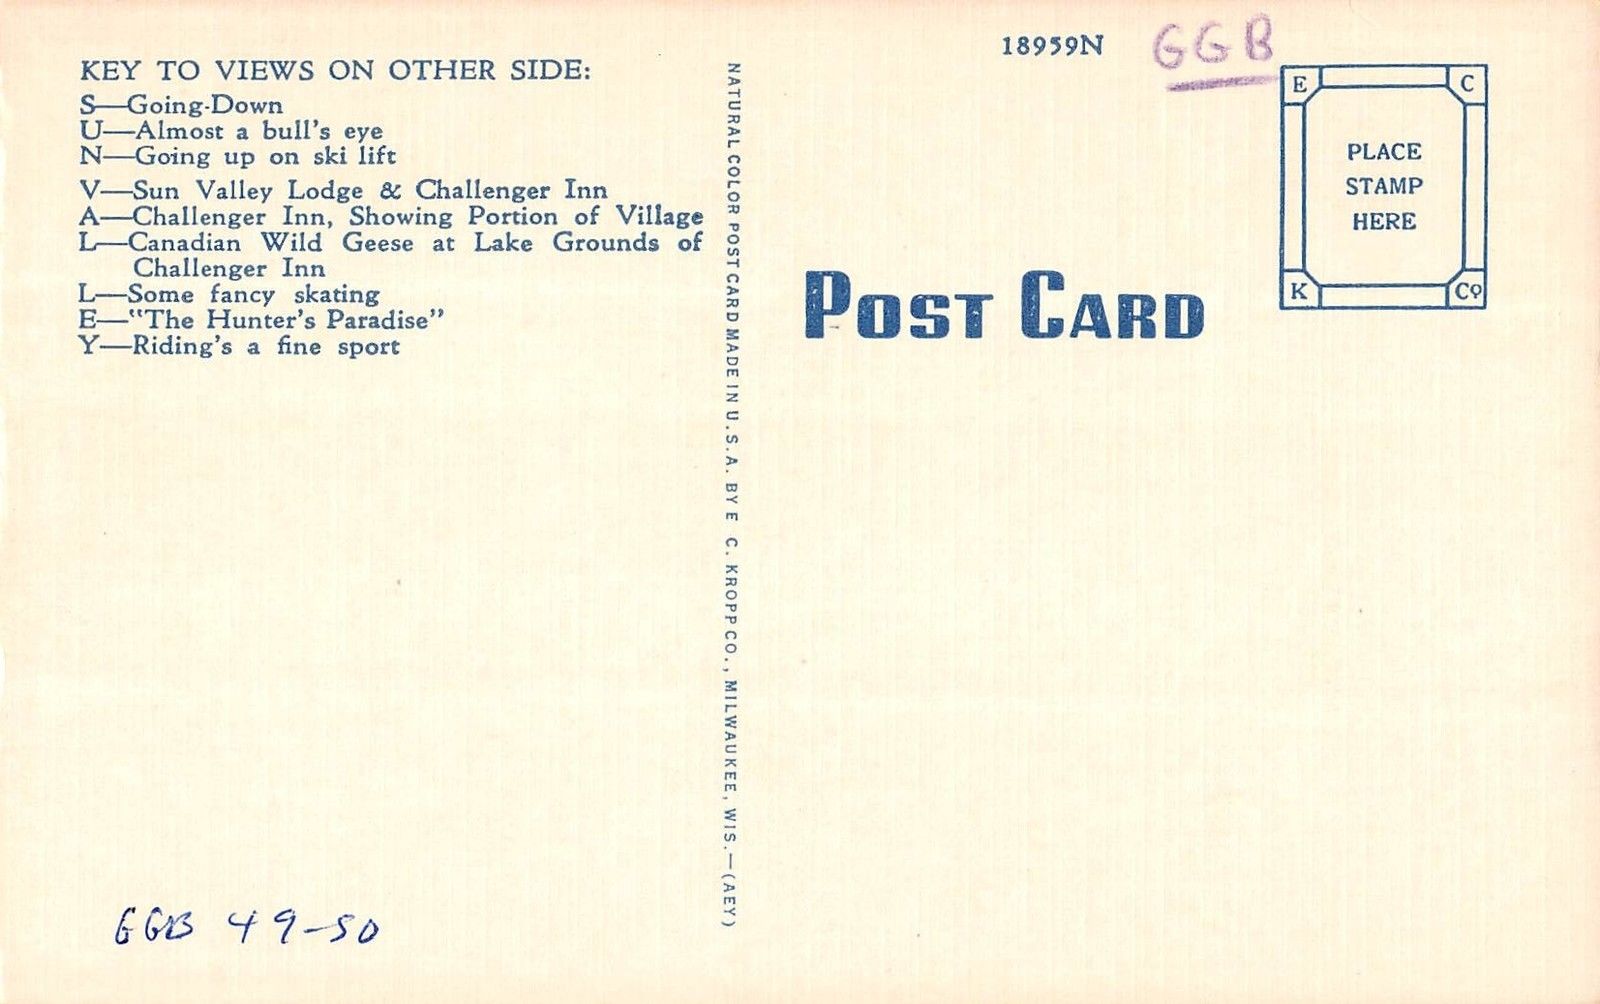 KEY TO VIEWS ON OTHER SIDE:
S—Going-Down
U—Almost a bull's eye
N—Going up on ski lift
V—Sun Valley Lodge & Challenger Inn
A—Challenger Inn, Showing Portion of Village
L—Canadian Wild Geese at Lake Grounds of
Challenger Inn
L—Some fancy skating
E—"The Hunter's Paradise"
Y—Riding's a fine sport
GGB 49-50
NATURAL COLOR POST CARD MADE IN U.S.A. BY E C. KROPP CO., MILWAUKEE, WIS.—(AEY)
18959N
GGB
E C
PLACE
STAMP
HERE
K Co
POST CARD